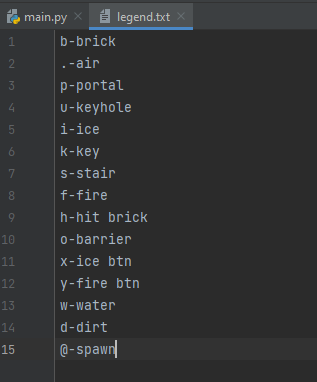 main.py
legend.txt
1 b-brick
2 .-air
3 p-portal
4 u-keyhole
5 i-ice
6 k-key
7 s-stair
8 f-fire
9 h-hit brick
10 o-barrier
11 x-ice btn
12 y-fire btn
13 w-water
14 d-dirt
15 @-spawn